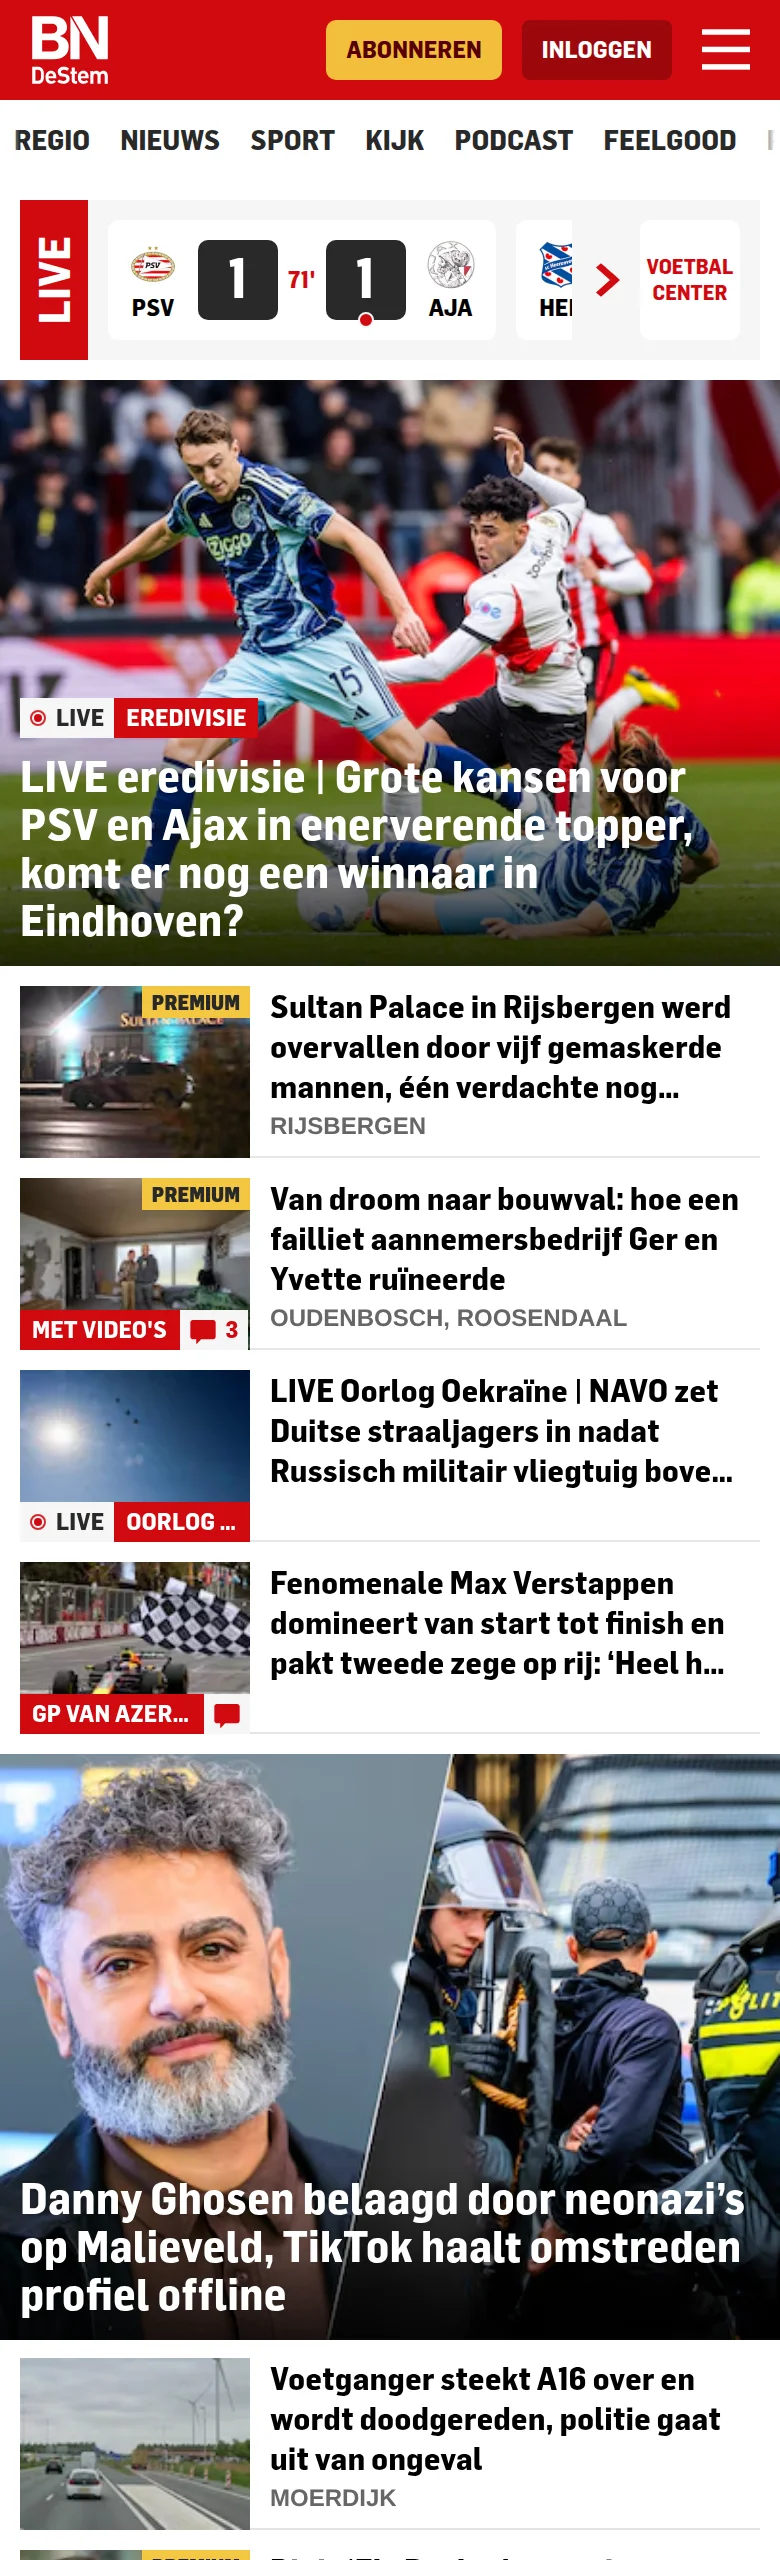 BN
DeStem
ABONNEREN
INLOGGEN
REGIO NIEUWS SPORT KIJK PODCAST FEELGOOD
LIVE
PSV
1
71'
1
AJA
VOETBAL
CENTER
Ziggo
15
LIVE EREDIVISIE
LIVE eredivisie | Grote kansen voor
PSV en Ajax in enerverende topper,
komt er nog een winnaar in
Eindhoven?
PREMIUM
SULTAN PALACE
Sultan Palace in Rijsbergen werd
overvallen door vijf gemaskerde
mannen, één verdachte nog...
RIJSBERGEN
PREMIUM
MET VIDEO'S 3
Van droom naar bouwval: hoe een
failliet aannemersbedrijf Ger en
Yvette ruïneerde
OUDENBOSCH, ROOSENDAAL
LIVE OORLOG ...
LIVE Oorlog Oekraïne | NAVO zet
Duitse straaljagers in nadat
Russisch militair vliegtuig bove...
GP VAN AZER...
Fenomenale Max Verstappen
domineert van start tot finish en
pakt tweede zege op rij: ‘Heel h...
Danny Ghosen belaagd door neonazi’s
op Malieveld, TikTok haalt omstreden
profiel offline
Voetganger steekt A16 over en
wordt doodgereden, politie gaat
uit van ongeval
MOERDIJK